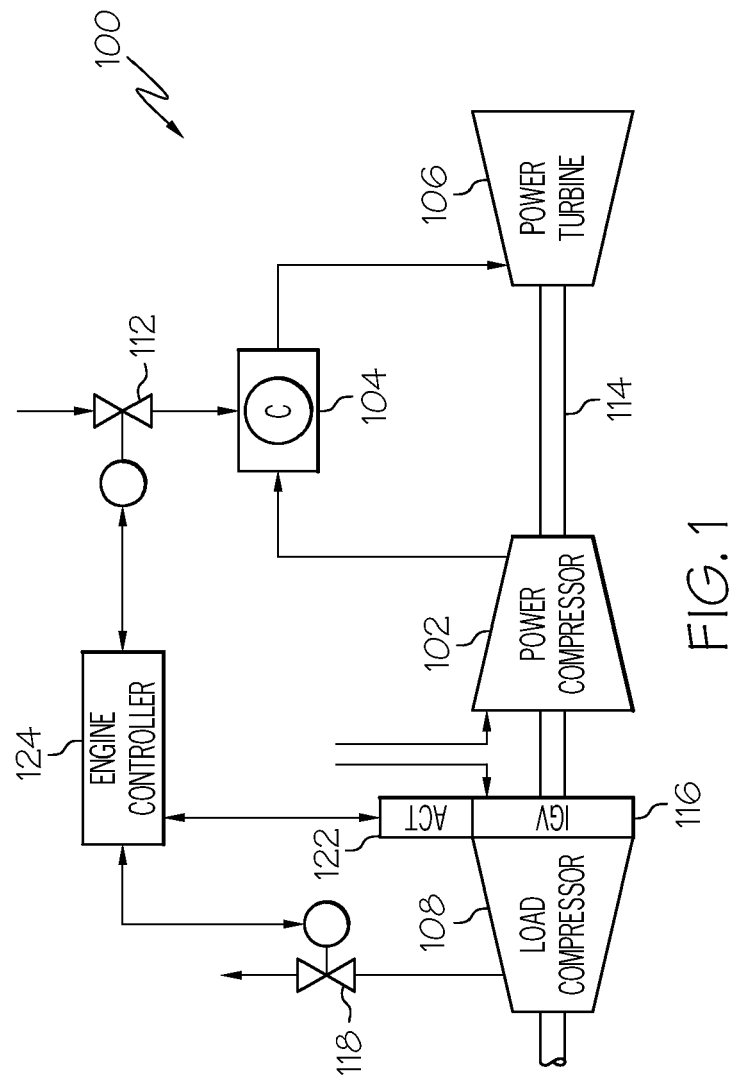 100
112
C
104
106
POWER
TURBINE
124
ENGINE
CONTROLLER
114
102
POWER
COMPRESSOR
122
ACT
IGV
116
108
LOAD
COMPRESSOR
118
FIG. 1